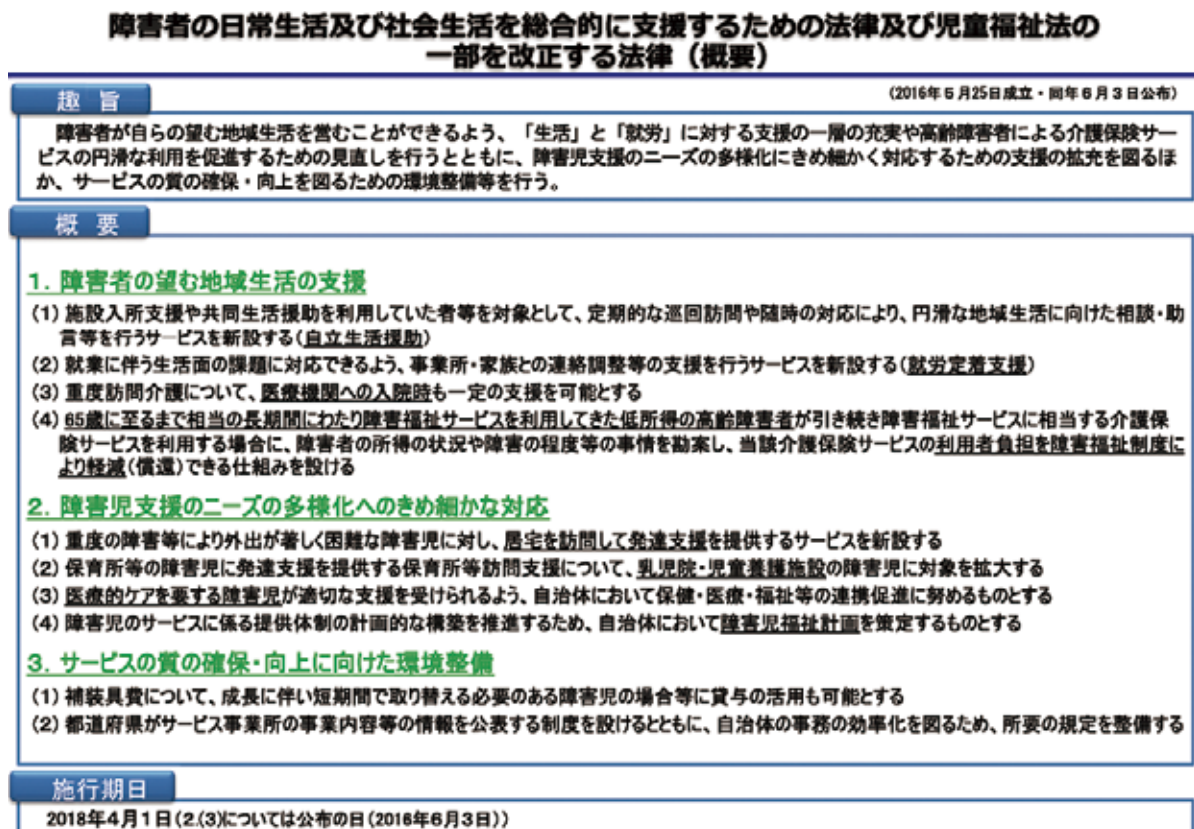 障害者の日常生活及び社会生活を総合的に支援するための法律及び児童福祉法の
一部を改正する法律（概要）
(2016年5月25日成立・同年6月3日公布)
趣 旨
障害者が自らの望む地域生活を営むことができるよう、「生活」と「就労」に対する支援の一層の充実や高齢障害者による介護保険サー
ビスの円滑な利用を促進するための見直しを行うとともに、障害児支援のニーズの多様化にきめ細かく対応するための支援の拡充を図るほ
か、サービスの質の確保・向上を図るための環境整備等を行う。
概 要
1. 障害者の望む地域生活の支援
(1) 施設入所支援や共同生活援助を利用していた者等を対象として、定期的な巡回訪問や随時の対応により、円滑な地域生活に向けた相談・助
言等を行うサービスを新設する(自立生活援助)
(2) 就業に伴う生活面の課題に対応できるよう、事業所・家族との連絡調整等の支援を行うサービスを新設する(就労定着支援)
(3) 重度訪問介護について、医療機関への入院時も一定の支援を可能とする
(4) 65歳に至るまで相当の長期間にわたり障害福祉サービスを利用してきた低所得の高齢障害者が引き続き障害福祉サービスに相当する介護保
険サービスを利用する場合に、障害者の所得の状況や障害の程度等の事情を勘案し、当該介護保険サービスの利用者負担を障害福祉制度に
より軽減(償還)できる仕組みを設ける
2. 障害児支援のニーズの多様化へのきめ細かな対応
(1) 重度の障害等により外出が著しく困難な障害児に対し、居宅を訪問して発達支援を提供するサービスを新設する
(2) 保育所等の障害児に発達支援を提供する保育所等訪問支援について、乳児院・児童養護施設の障害児に対象を拡大する
(3) 医療的ケアを要する障害児が適切な支援を受けられるよう、自治体において保健・医療・福祉等の連携促進に努めるものとする
(4) 障害児のサービスに係る提供体制の計画的な構築を推進するため、自治体において障害児福祉計画を策定するものとする
3. サービスの質の確保・向上に向けた環境整備
(1) 補装具費について、成長に伴い短期間で取り替える必要のある障害児の場合等に貸与の活用も可能とする
(2) 都道府県がサービス事業所の事業内容等の情報を公表する制度を設けるとともに、自治体の事務の効率化を図るため、所要の規定を整備する
施行期日
2018年4月1日(2.(3)については公布の日(2016年6月3日))